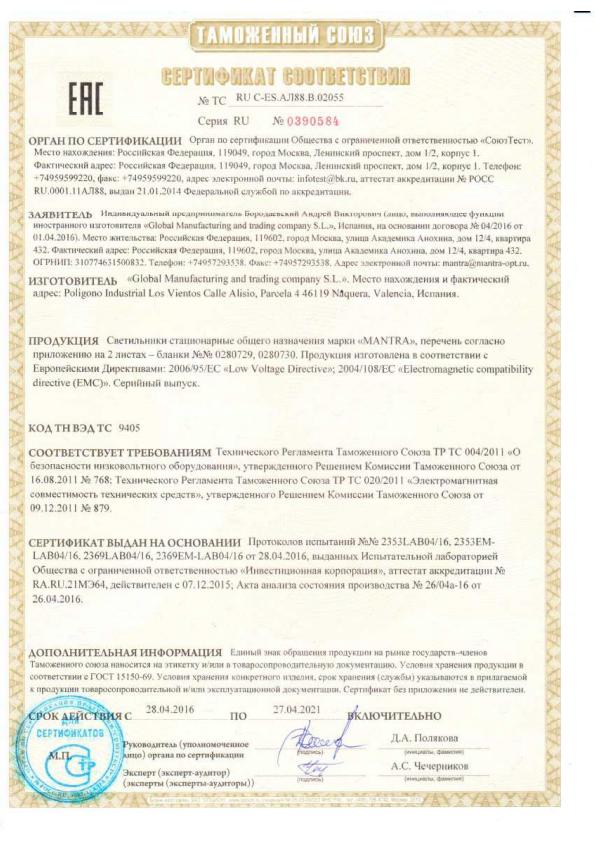 ТАМОЖЕННЫЙ СОЮЗ
СЕРТИФИКАТ СООТВЕТСТВИЯ
ЕАС
№ ТС RU C-ES.АЛ88.В.02055
Серия RU № 0390584
ОРГАН ПО СЕРТИФИКАЦИИ Орган по сертификации Общества с ограниченной ответственностью «СоюзТест».
Место нахождения: Российская Федерация, 119049, город Москва, Ленинский проспект, дом 1/2, корпус 1.
Фактический адрес: Российская Федерация, 119049, город Москва, Ленинский проспект, дом 1/2, корпус 1. Телефон:
+74959599220, факс: +74959599220, адрес электронной почты: infotest@bk.ru, аттестат аккредитации № РОСС
RU.0001.11АЛ88, выдан 21.01.2014 Федеральной службой по аккредитации.
ЗАЯВИТЕЛЬ Индивидуальный предприниматель Бородаевский Андрей Викторович (лицо, выполняющее функции
иностранного изготовителя «Global Manufacturing and trading company S.L.», Испания, на основании договора № 04/2016 от
01.04.2016). Место жительства: Российская Федерация, 119602, город Москва, улица Академика Анохина, дом 12/4, квартира
432. Фактический адрес: Российская Федерация, 119602, город Москва, улица Академика Анохина, дом 12/4, квартира 432.
ОГРНИП: 310774631500832. Телефон: +74957293538. Факс: +74957293538. Адрес электронной почты: mantra@mantra-opt.ru.
ИЗГОТОВИТЕЛЬ «Global Manufacturing and trading company S.L.». Место нахождения и фактический
адрес: Poligono Industrial Los Vientos Calle Alisio, Parcela 4 46119 Náquera, Valencia, Испания.
ПРОДУКЦИЯ Светильники стационарные общего назначения марки «MANTRA», перечень согласно
приложению на 2 листах – бланки №№ 0280729, 0280730. Продукция изготовлена в соответствии с
Европейскими Директивами: 2006/95/EC «Low Voltage Directive»; 2004/108/EC «Electromagnetic compatibility
directive (EMC)». Серийный выпуск.
КОД ТН ВЭД ТС 9405
СООТВЕТСТВУЕТ ТРЕБОВАНИЯМ Технического Регламента Таможенного Союза ТР ТС 004/2011 «О
безопасности низковольтного оборудования», утвержденного Решением Комиссии Таможенного Союза от
16.08.2011 № 768; Технического Регламента Таможенного Союза ТР ТС 020/2011 «Электромагнитная
совместимость технических средств», утвержденного Решением Комиссии Таможенного Союза от
09.12.2011 № 879.
СЕРТИФИКАТ ВЫДАН НА ОСНОВАНИИ Протоколов испытаний №№ 2353LAB04/16, 2353EM-
LAB04/16, 2369LAB04/16, 2369EM-LAB04/16 от 28.04.2016, выданных Испытательной лабораторией
Общества с ограниченной ответственностью «Инвестиционная корпорация», аттестат аккредитации №
RA.RU.21МЭ64, действителен с 07.12.2015; Акта анализа состояния производства № 26/04а-16 от
26.04.2016.
ДОПОЛНИТЕЛЬНАЯ ИНФОРМАЦИЯ Единый знак обращения продукции на рынке государств-членов
Таможенного союза наносится на этикетку и/или в товаросопроводительную документацию. Условия хранения продукции в
соответствии с ГОСТ 15150-69. Условия хранения конкретного изделия, срок хранения (службы) указываются в прилагаемой
к продукции товаросопроводительной и/или эксплуатационной документации. Сертификат без приложения не действителен.
СРОК ДЕЙСТВИЯ С 28.04.2016 ПО 27.04.2021 ВКЛЮЧИТЕЛЬНО
ДЛЯ
СЕРТИФИКАТОВ
М.П.
Руководитель (уполномоченное
лицо) органа по сертификации
(подпись)
Д.А. Полякова
(инициалы, фамилия)
Эксперт (эксперт-аудитор)
(эксперты (эксперты-аудиторы))
(подпись)
А.С. Чечерников
(инициалы, фамилия)